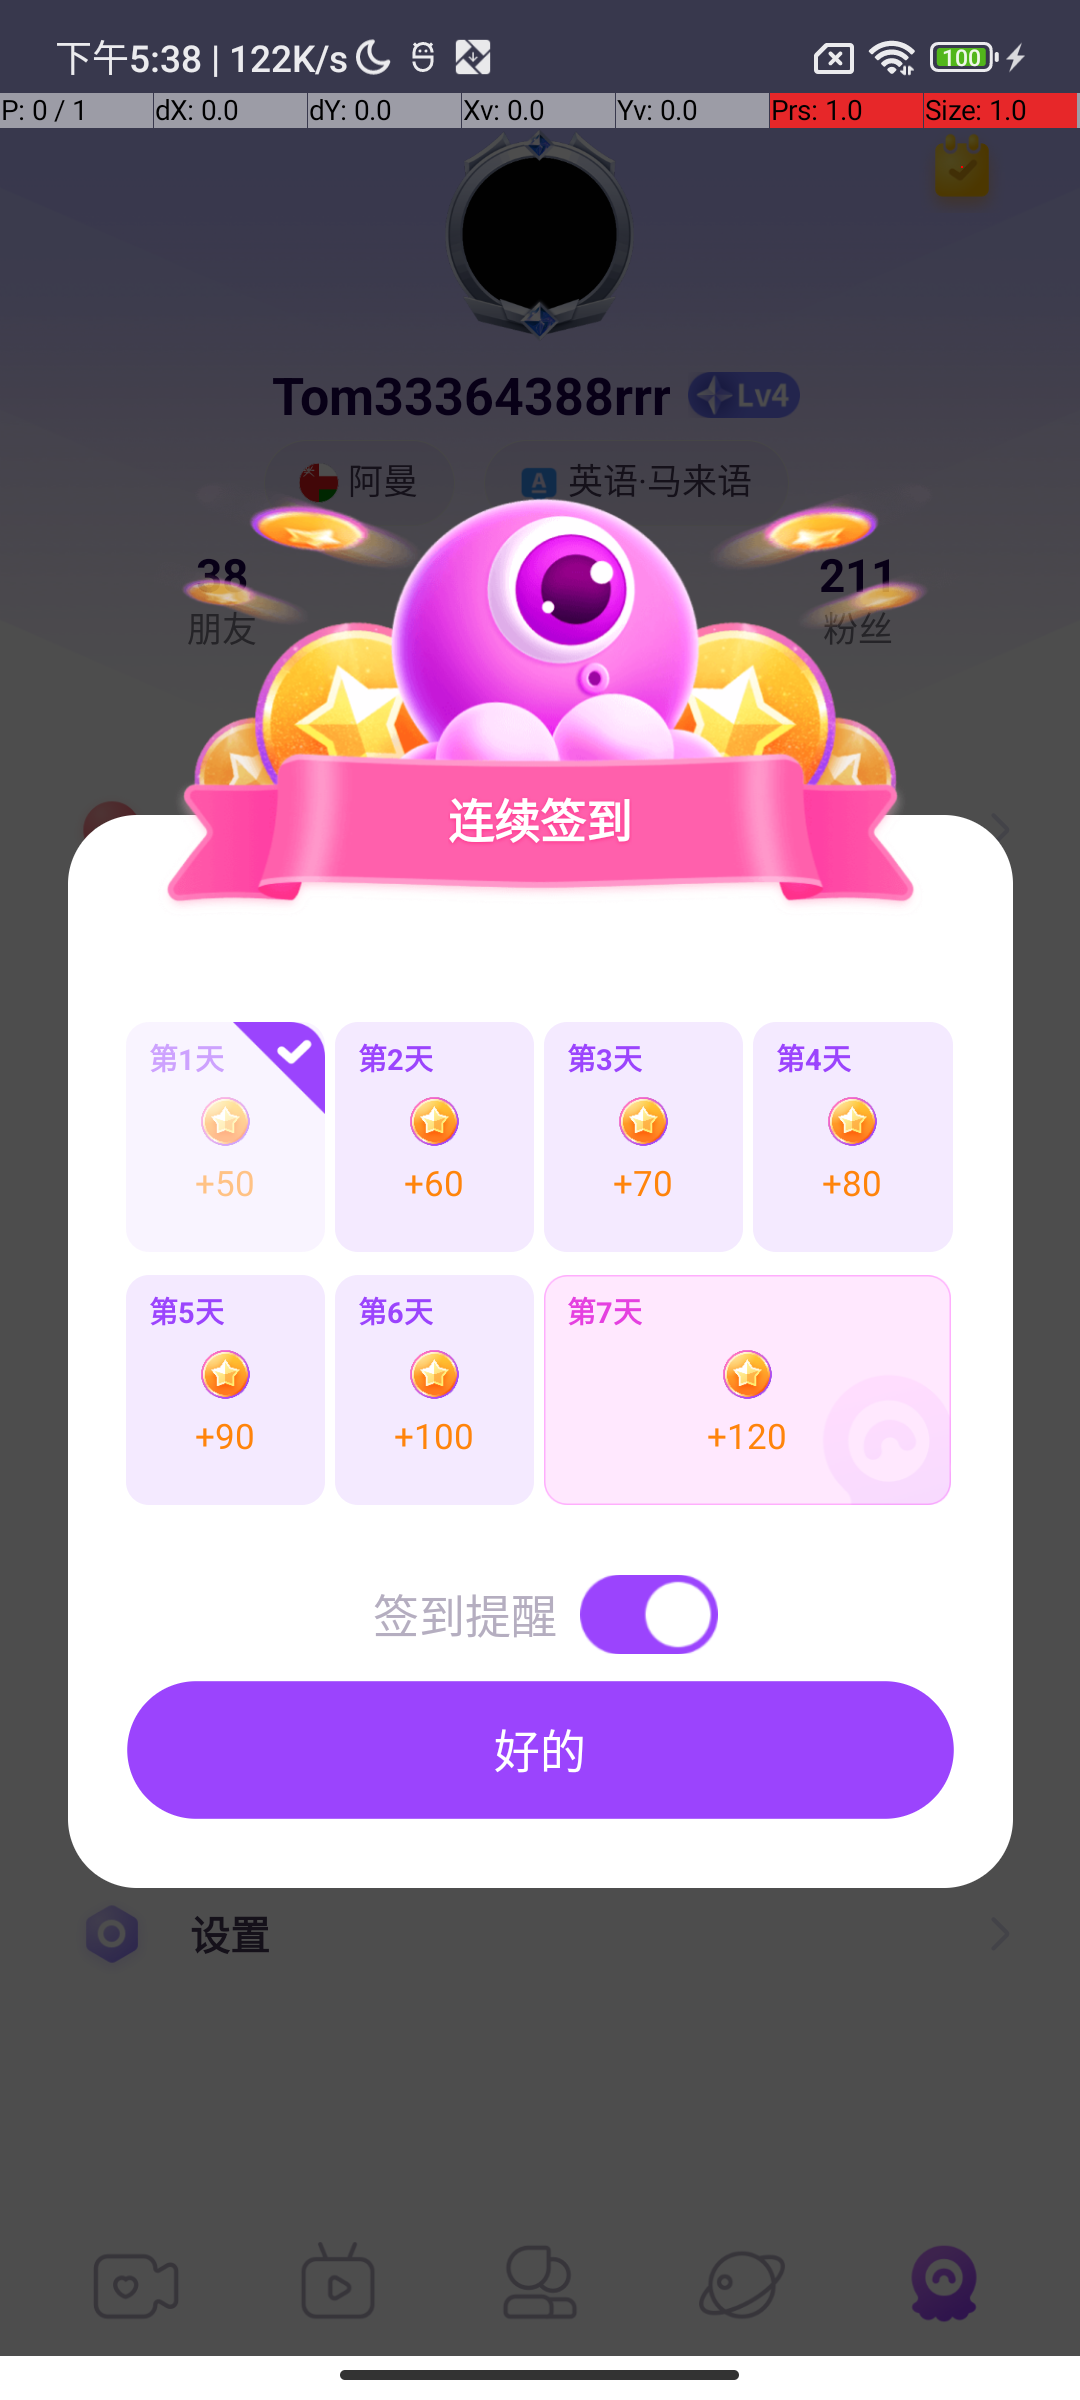 下午5:38 | 122K/s
100
P: 0 / 1 dX: 0.0 dY: 0.0 Xv: 0.0 Yv: 0.0 Prs: 1.0 Size: 1.0
Tom33364388rrr Lv4
阿曼 A 英语·马来语
38 211
朋友 粉丝
连续签到
第1天 第2天 第3天 第4天
+50 +60 +70 +80
第5天 第6天 第7天
+90 +100 +120
签到提醒
好的
设置